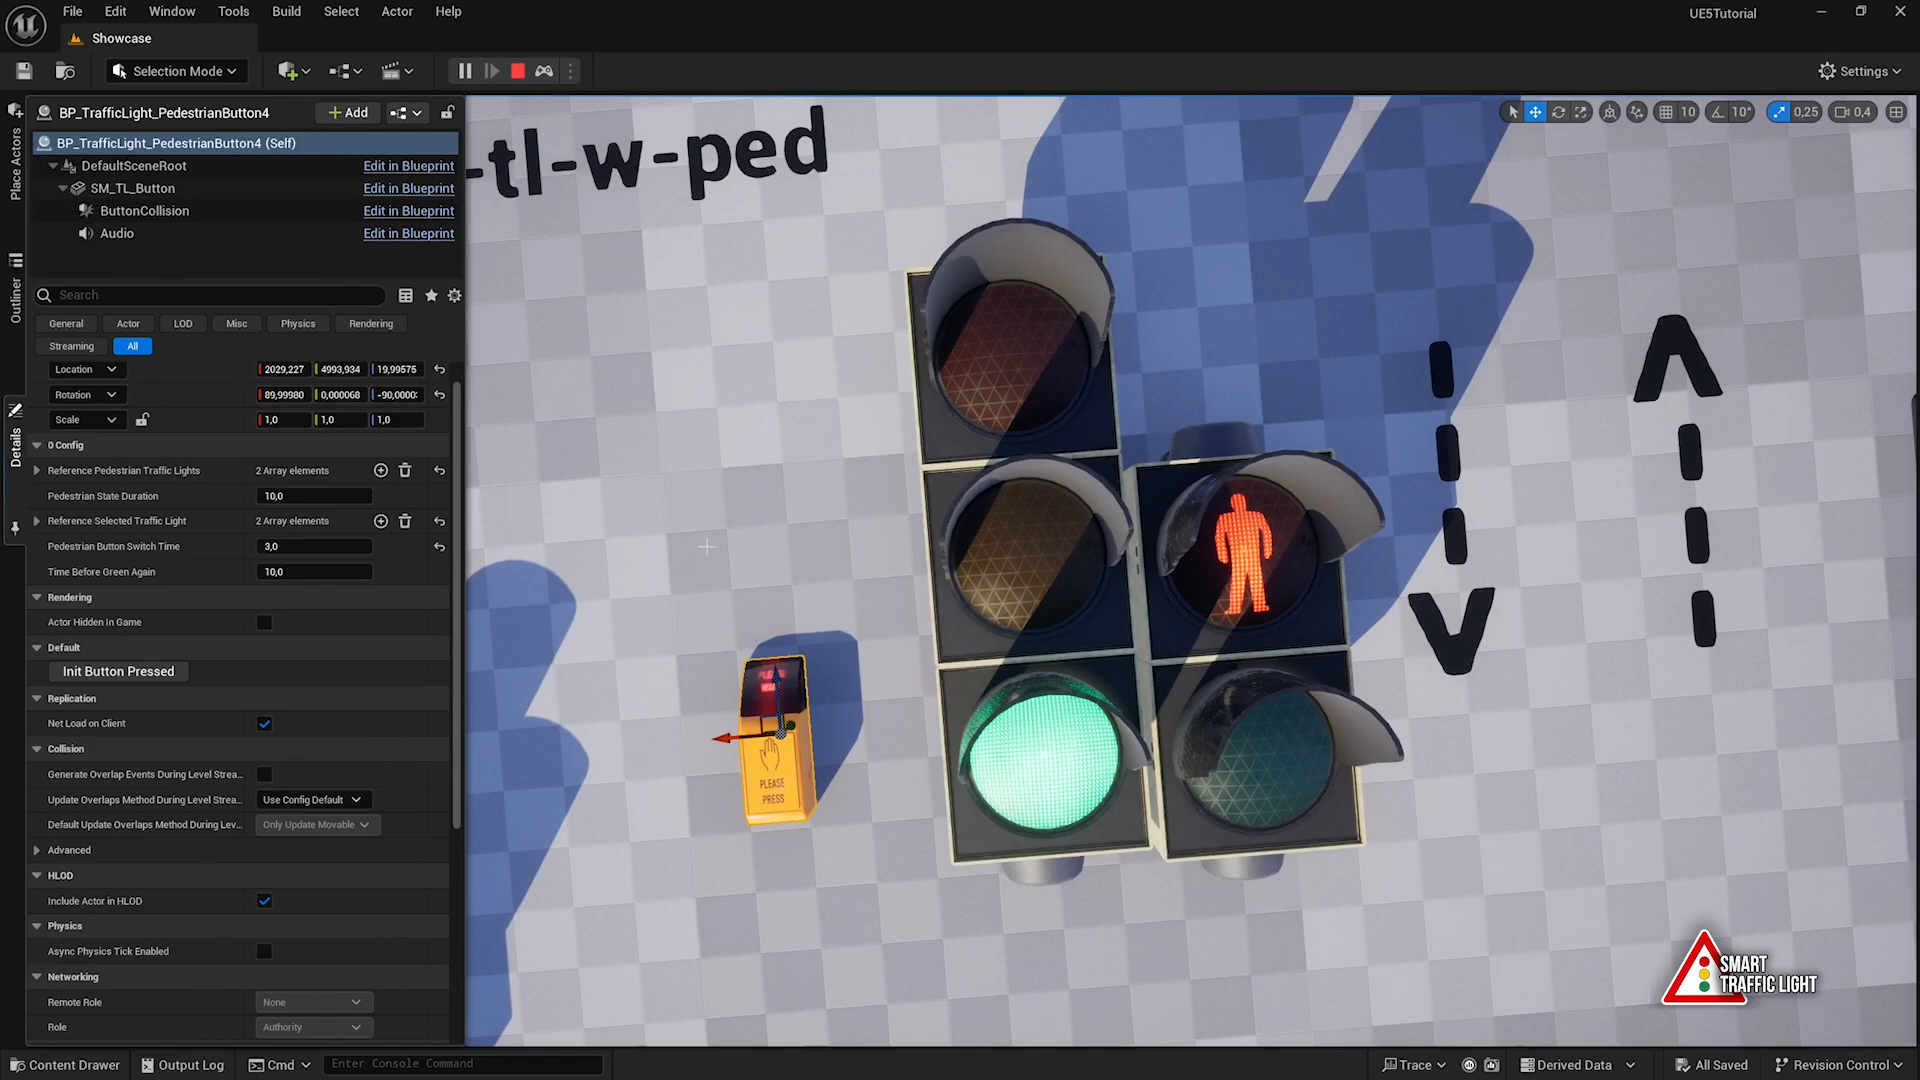 File Edit Window Tools Build Select Actor Help
UE5Tutorial
Showcase
Selection Mode
Settings
BP_TrafficLight_PedestrianButton4
Add
BP_TrafficLight_PedestrianButton4 (Self)
DefaultSceneRoot Edit in Blueprint
SM_TL_Button Edit in Blueprint
ButtonCollision Edit in Blueprint
Audio Edit in Blueprint
Search
General Actor LOD Misc Physics Rendering
Streaming All
Location 2029,227 4993,934 19,99575
Rotation 89,99980 0,000068 -90,0000
Scale 1,0 1,0 1,0
0 Config
Reference Pedestrian Traffic Lights 2 Array elements
Pedestrian State Duration 10,0
Reference Selected Traffic Light 2 Array elements
Pedestrian Button Switch Time 3,0
Time Before Green Again 10,0
Rendering
Actor Hidden In Game
Default
Init Button Pressed
Replication
Net Load on Client
Collision
Generate Overlap Events During Level Strea...
Update Overlaps Method During Level Strea... Use Config Default
Default Update Overlaps Method During Lev... Only Update Movable
Advanced
HLOD
Include Actor in HLOD
Physics
Async Physics Tick Enabled
Networking
Remote Role None
Role Authority
Place Actors
Outliner
Details
10 10° 0,25 0,4
-tl-w-ped
PLEASE
PRESS
SMART
TRAFFIC LIGHT
Content Drawer Output Log Cmd Enter Console Command
Trace Derived Data All Saved Revision Control